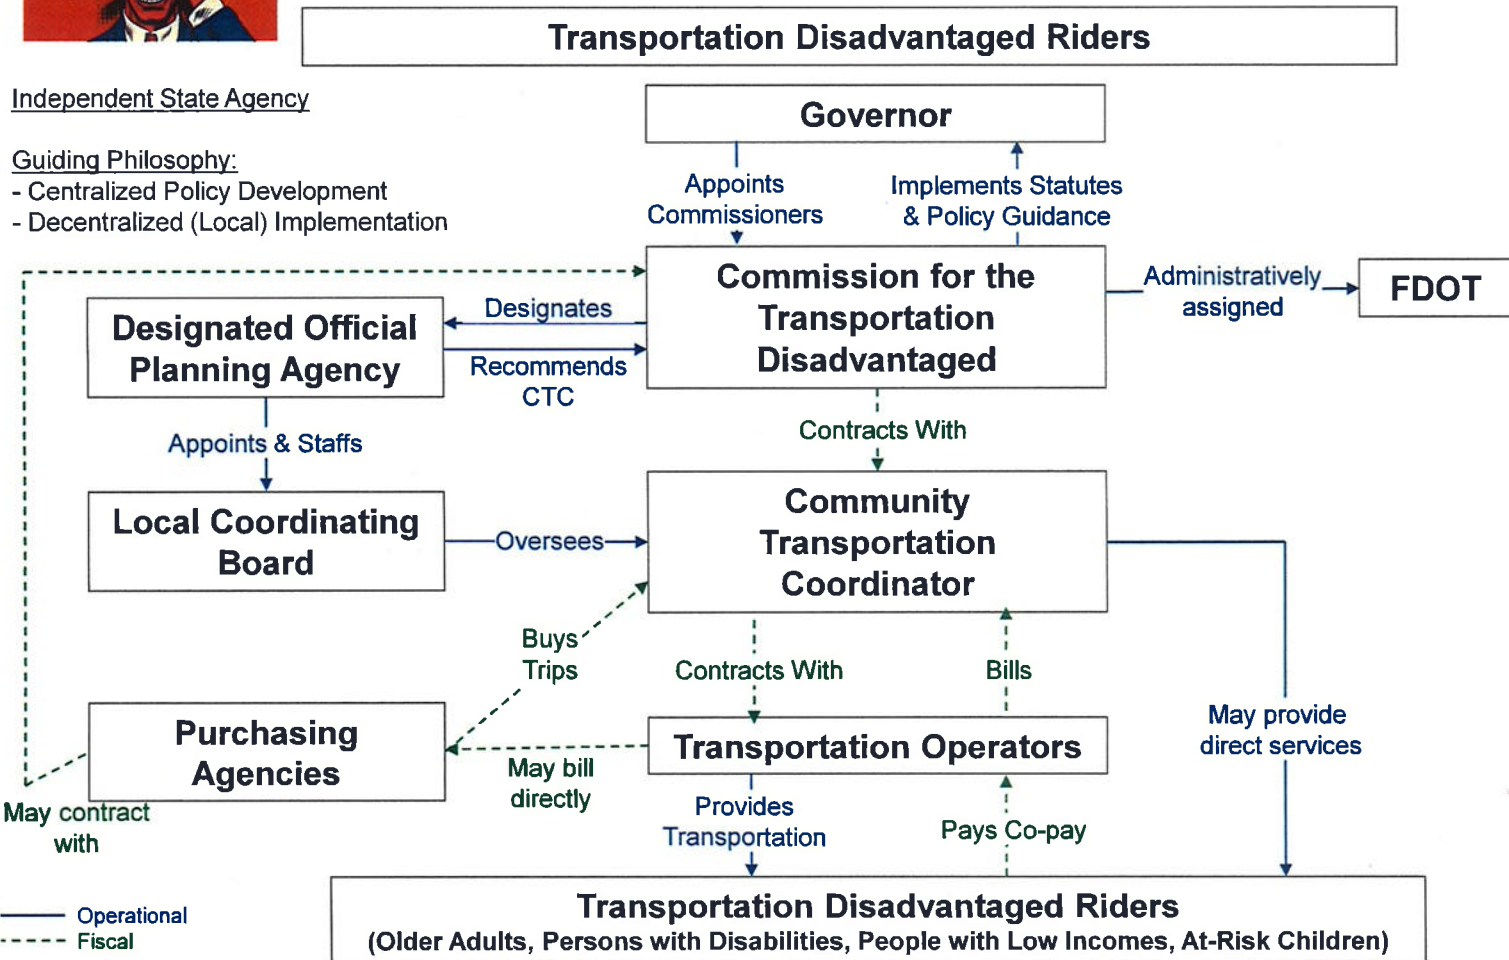 Transportation Disadvantaged Riders
Independent State Agency
Governor
Guiding Philosophy:
- Centralized Policy Development
- Decentralized (Local) Implementation
Appoints
Commissioners
Implements Statutes
& Policy Guidance
Commission for the
Transportation
Disadvantaged
Administratively
assigned
FDOT
Designates
Designated Official
Planning Agency
Recommends
CTC
Appoints & Staffs
Contracts With
Local Coordinating
Board
Oversees
Community
Transportation
Coordinator
Buys
Trips
Contracts With
Bills
May provide
direct services
Purchasing
Agencies
Transportation Operators
May bill
directly
May contract
with
Provides
Transportation
Pays Co-pay
Operational
Fiscal
Transportation Disadvantaged Riders
(Older Adults, Persons with Disabilities, People with Low Incomes, At-Risk Children)